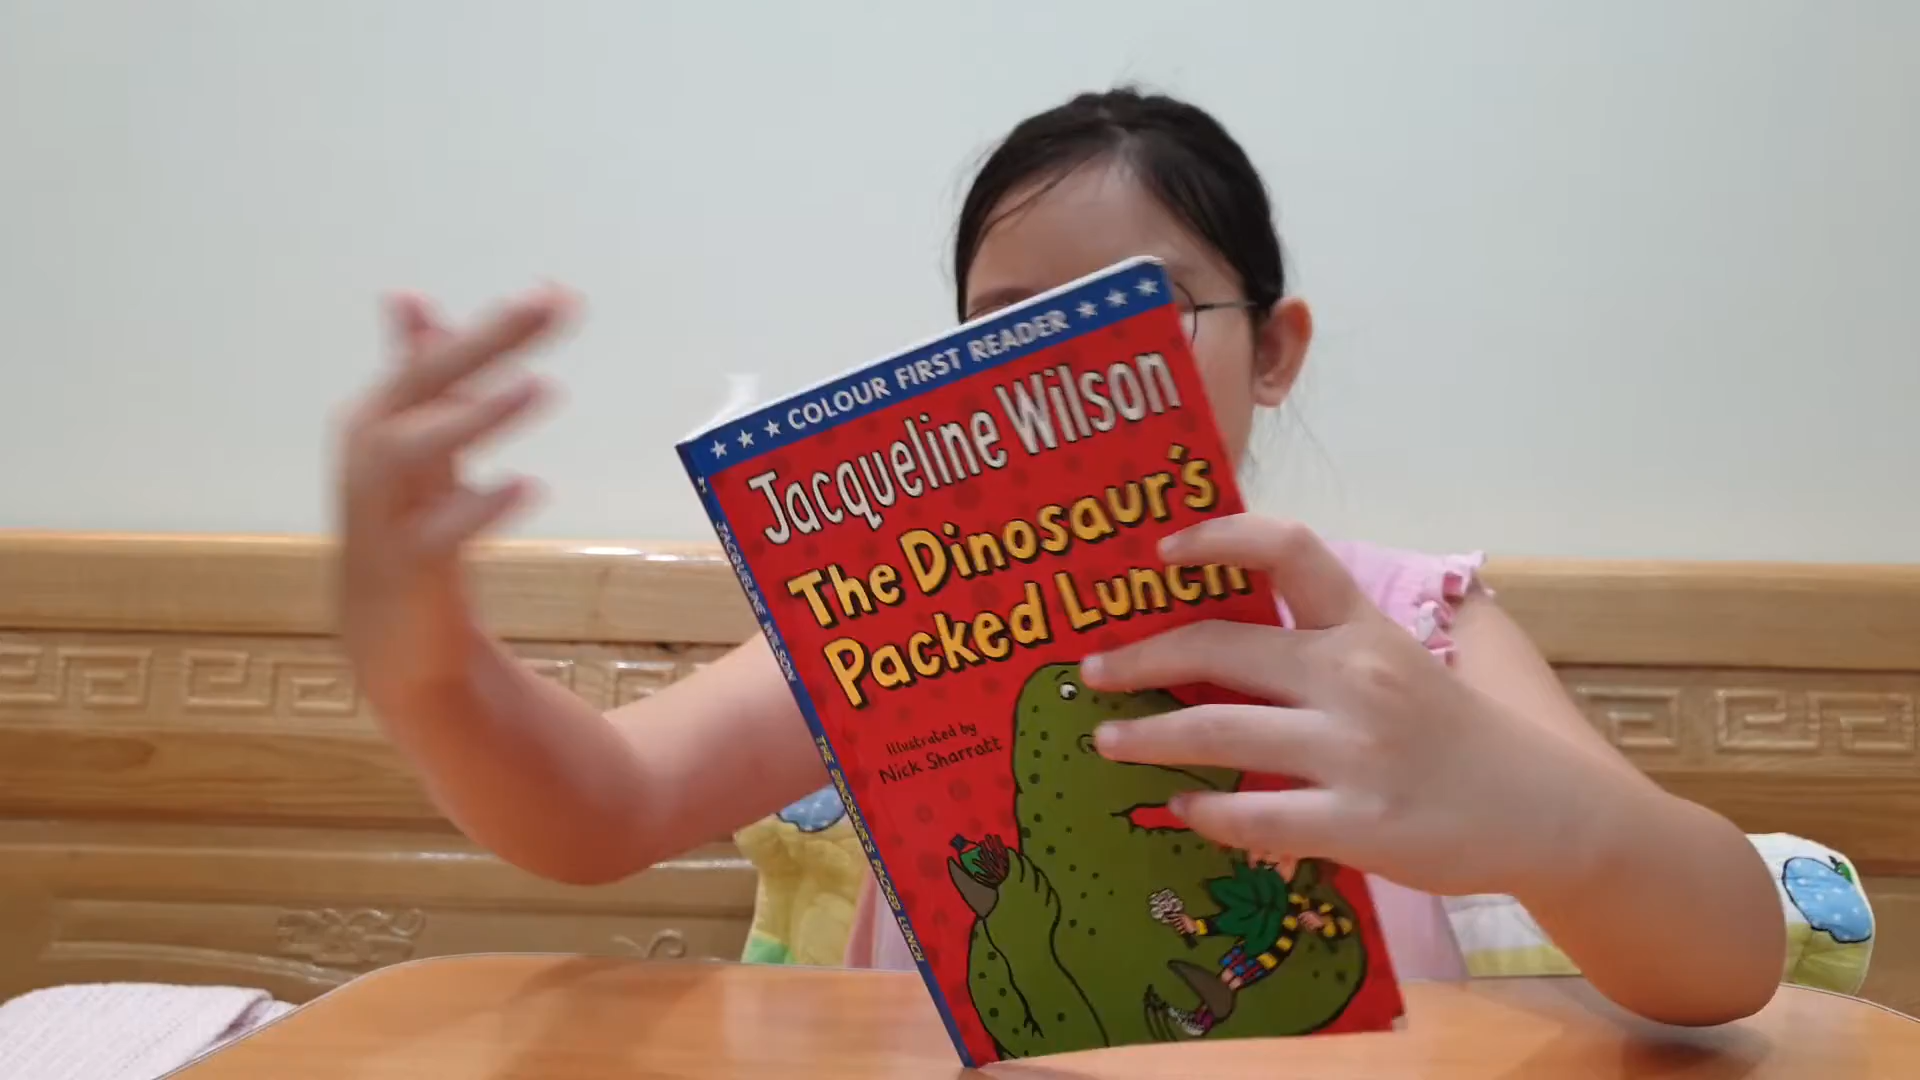 COLOUR FIRST READER
Jacqueline Wilson
The Dinosaur's
Packed Lunch
Illustrated by
Nick Sharratt
JACQUELINE WILSON THE DINOSAUR'S PACKED LUNCH